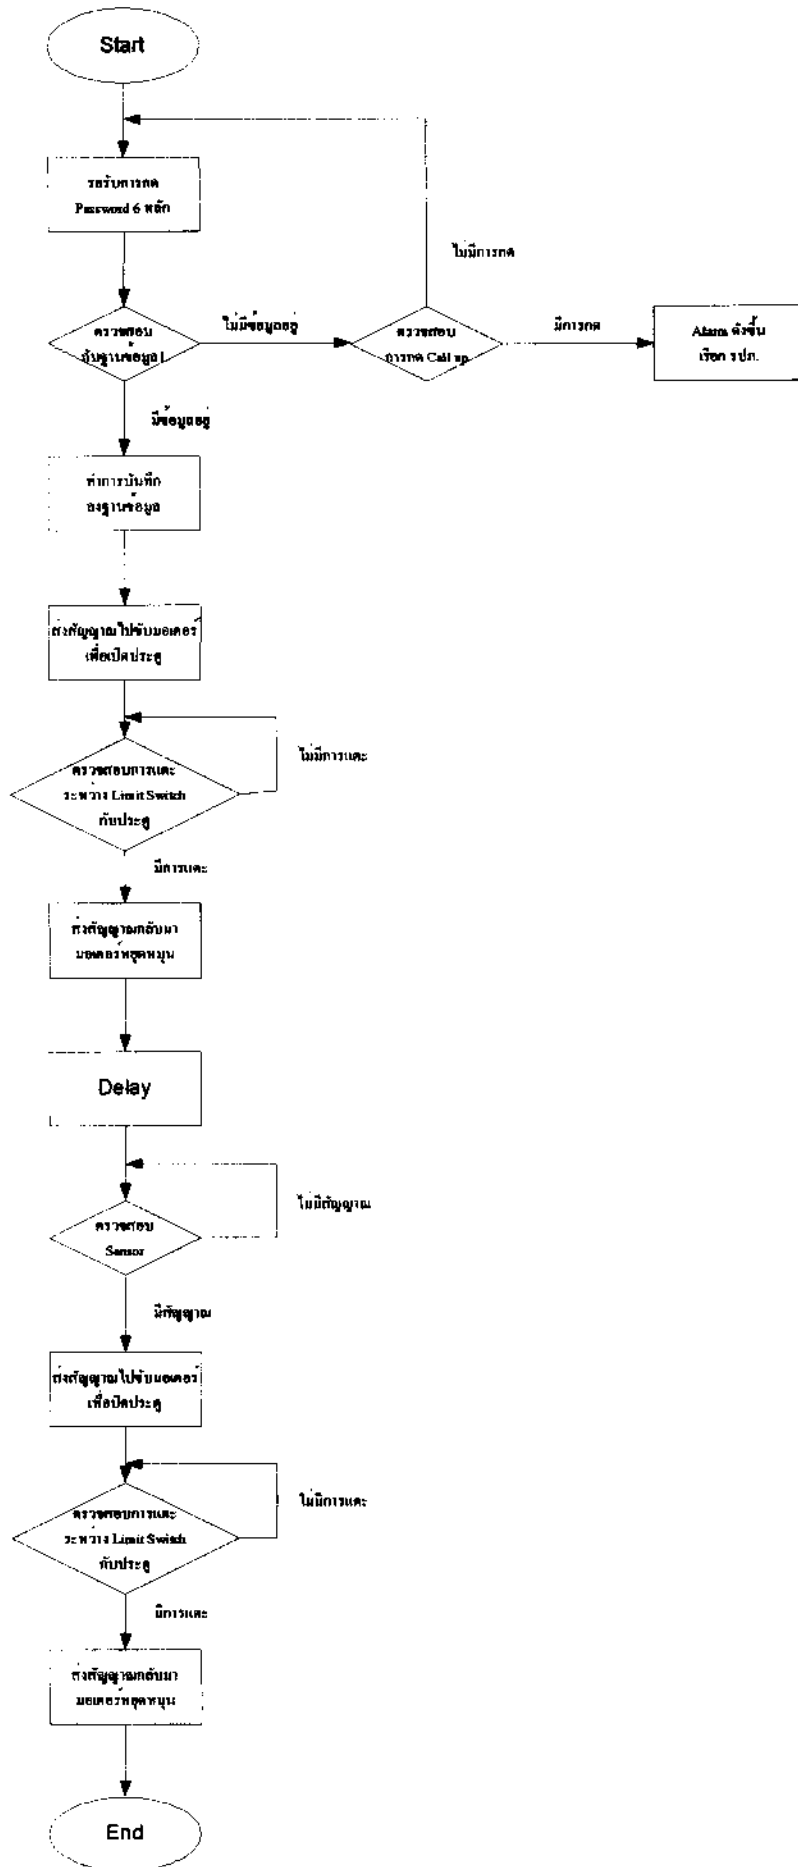 Start
รอรับการกด
Password 6 หลัก
ไม่มีการกด
ตรวจสอบ
กับฐานข้อมูล
ไม่มีข้อมูลอยู่
ตรวจสอบ
การกด Call up
มีการกด
Alarm ดังขึ้น
เรียก รปภ.
มีข้อมูลอยู่
ทำการบันทึก
ลงฐานข้อมูล
ส่งสัญญาณไปขับมอเตอร์
เพื่อเปิดประตู
ไม่มีการแตะ
ตรวจสอบการแตะ
ระหว่าง Limit Switch
กับประตู
มีการแตะ
ส่งสัญญาณกลับมา
มอเตอร์หยุดหมุน
Delay
ไม่มีสัญญาณ
ตรวจสอบ
Sensor
มีสัญญาณ
ส่งสัญญาณไปขับมอเตอร์
เพื่อปิดประตู
ไม่มีการแตะ
ตรวจสอบการแตะ
ระหว่าง Limit Switch
กับประตู
มีการแตะ
ส่งสัญญาณกลับมา
มอเตอร์หยุดหมุน
End